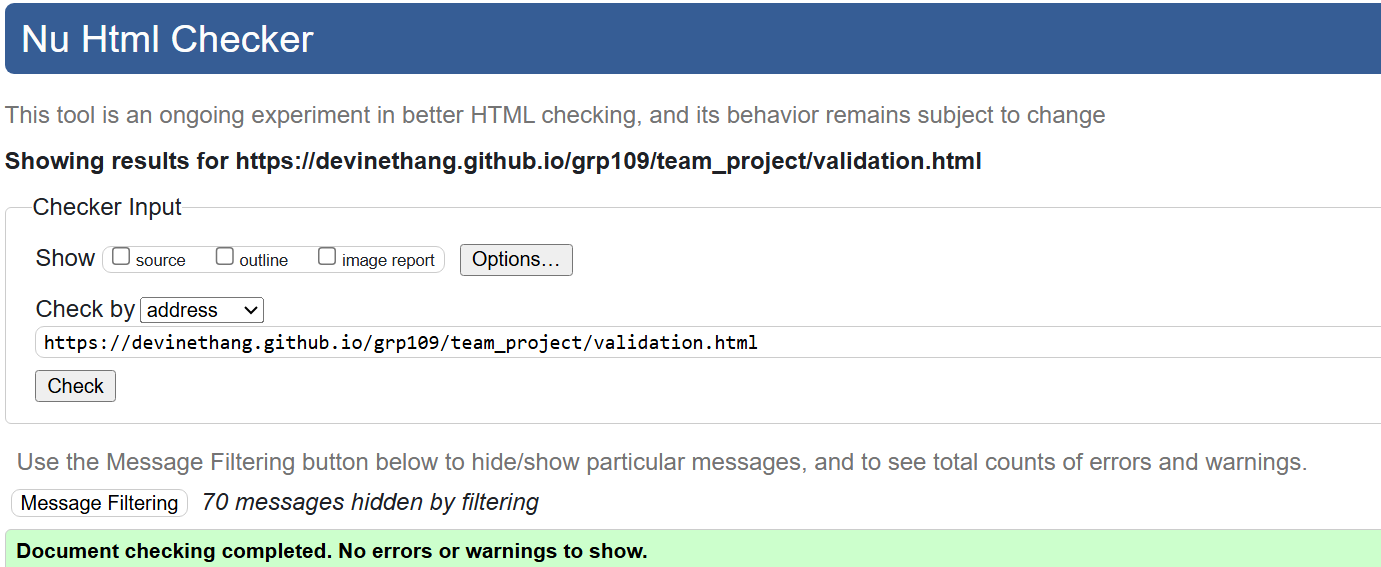 Nu Html Checker
This tool is an ongoing experiment in better HTML checking, and its behavior remains subject to change
Showing results for https://devinethang.github.io/grp109/team_project/validation.html
Checker Input
Show source outline image report Options…
Check by address
https://devinethang.github.io/grp109/team_project/validation.html
Check
Use the Message Filtering button below to hide/show particular messages, and to see total counts of errors and warnings.
Message Filtering 70 messages hidden by filtering
Document checking completed. No errors or warnings to show.